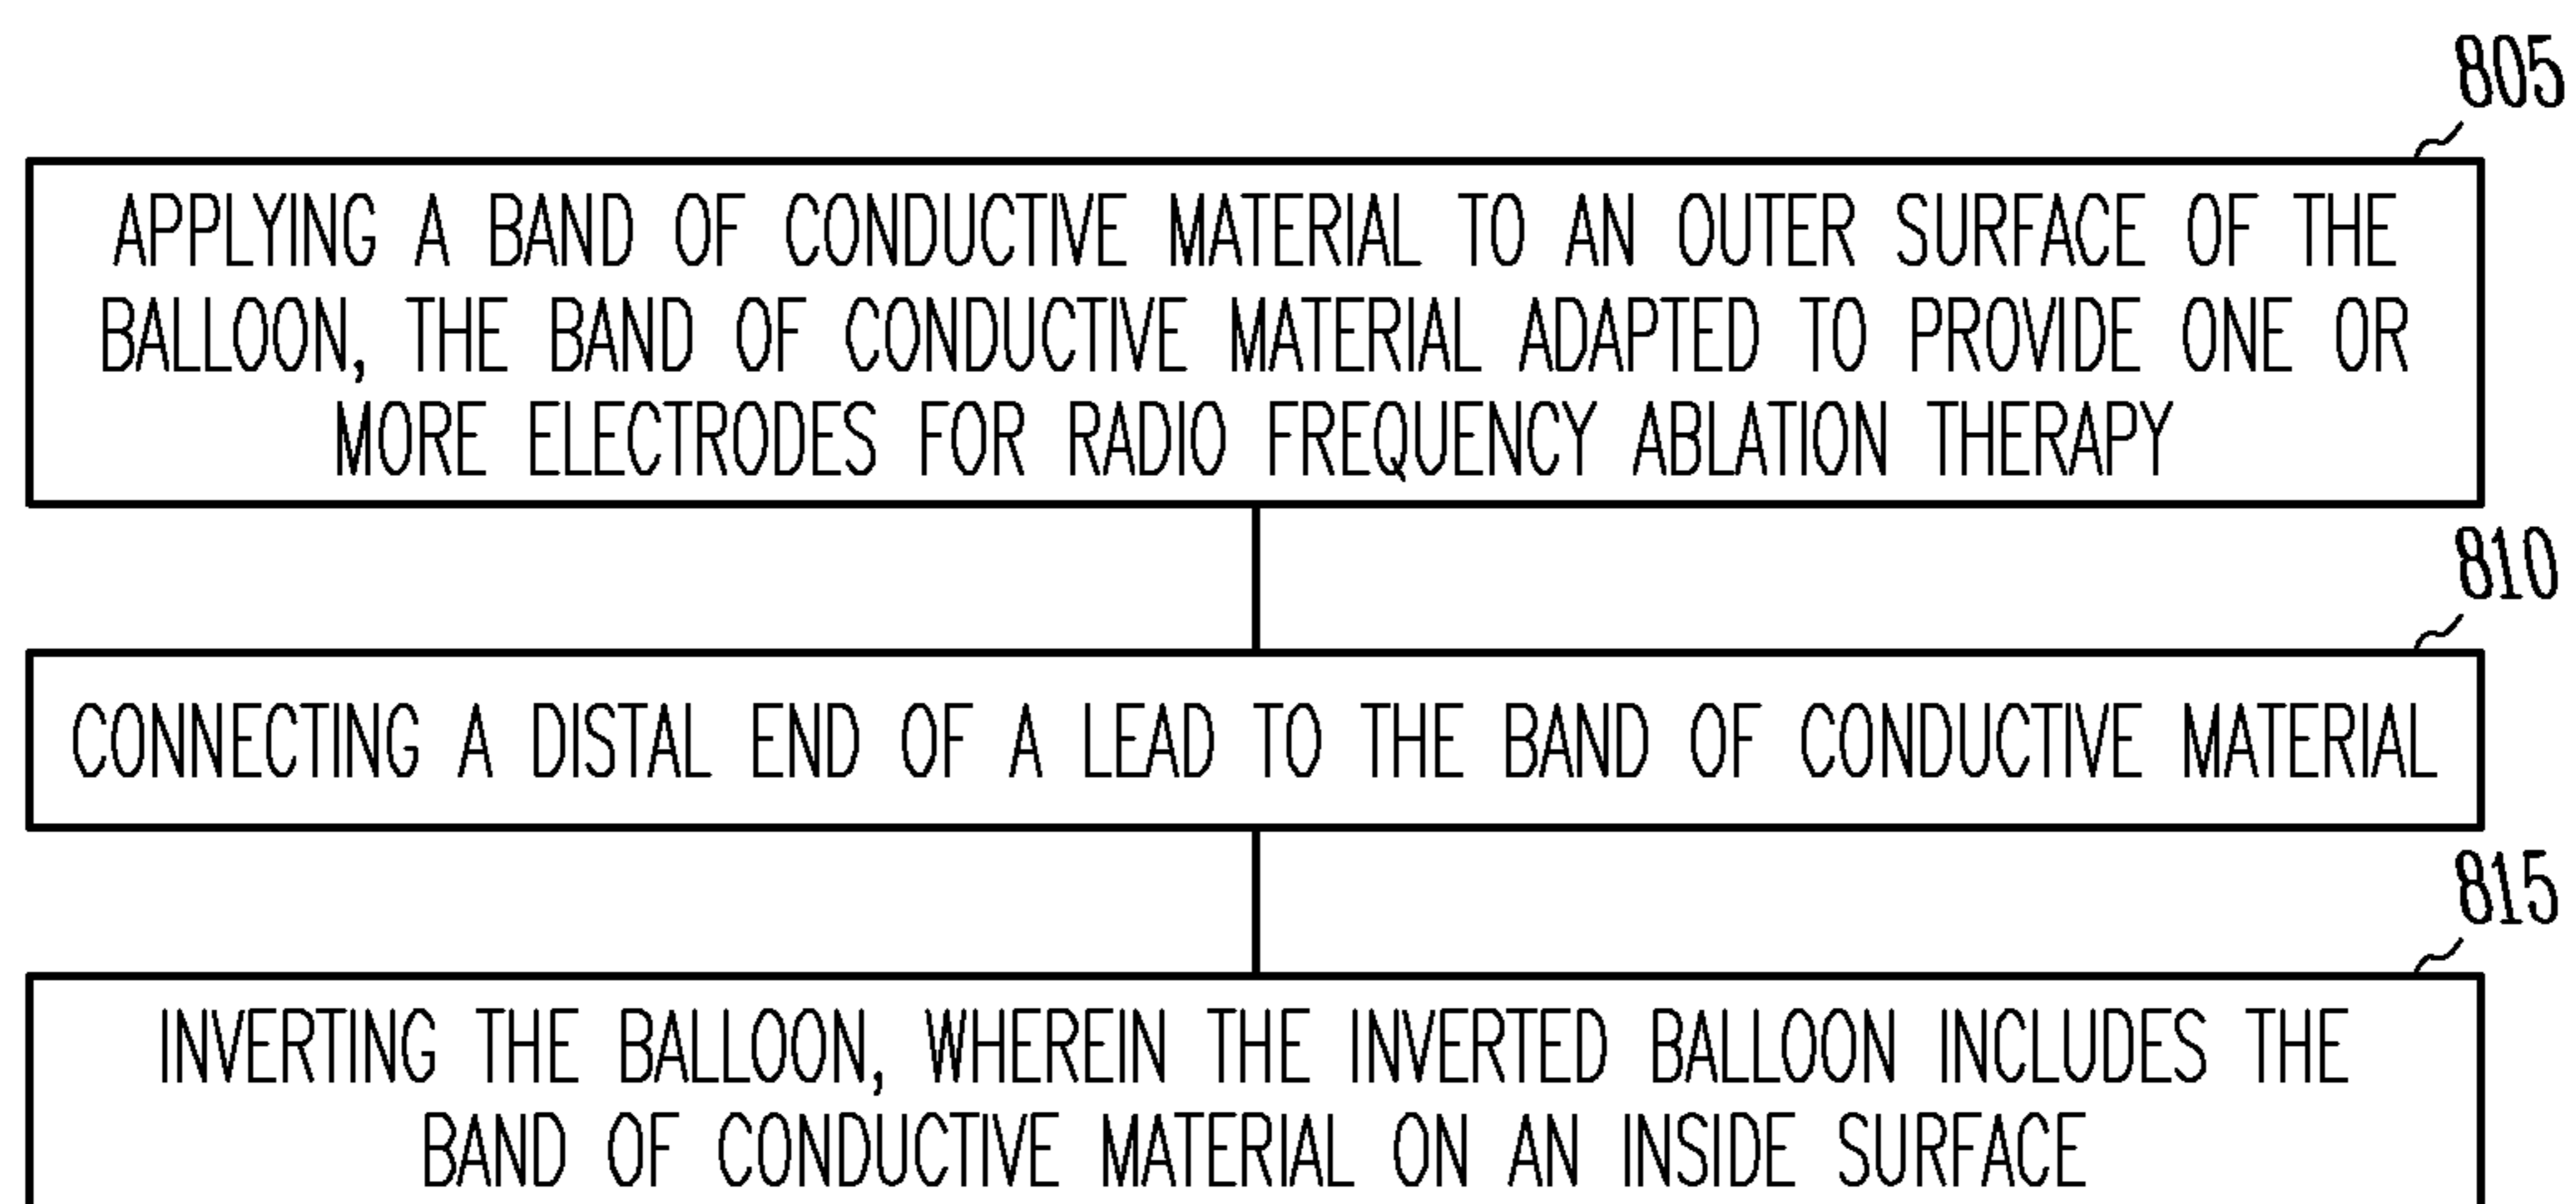 805
APPLYING A BAND OF CONDUCTIVE MATERIAL TO AN OUTER SURFACE OF THE
BALLOON, THE BAND OF CONDUCTIVE MATERIAL ADAPTED TO PROVIDE ONE OR
MORE ELECTRODES FOR RADIO FREQUENCY ABLATION THERAPY
810
CONNECTING A DISTAL END OF A LEAD TO THE BAND OF CONDUCTIVE MATERIAL
815
INVERTING THE BALLOON, WHEREIN THE INVERTED BALLOON INCLUDES THE
BAND OF CONDUCTIVE MATERIAL ON AN INSIDE SURFACE